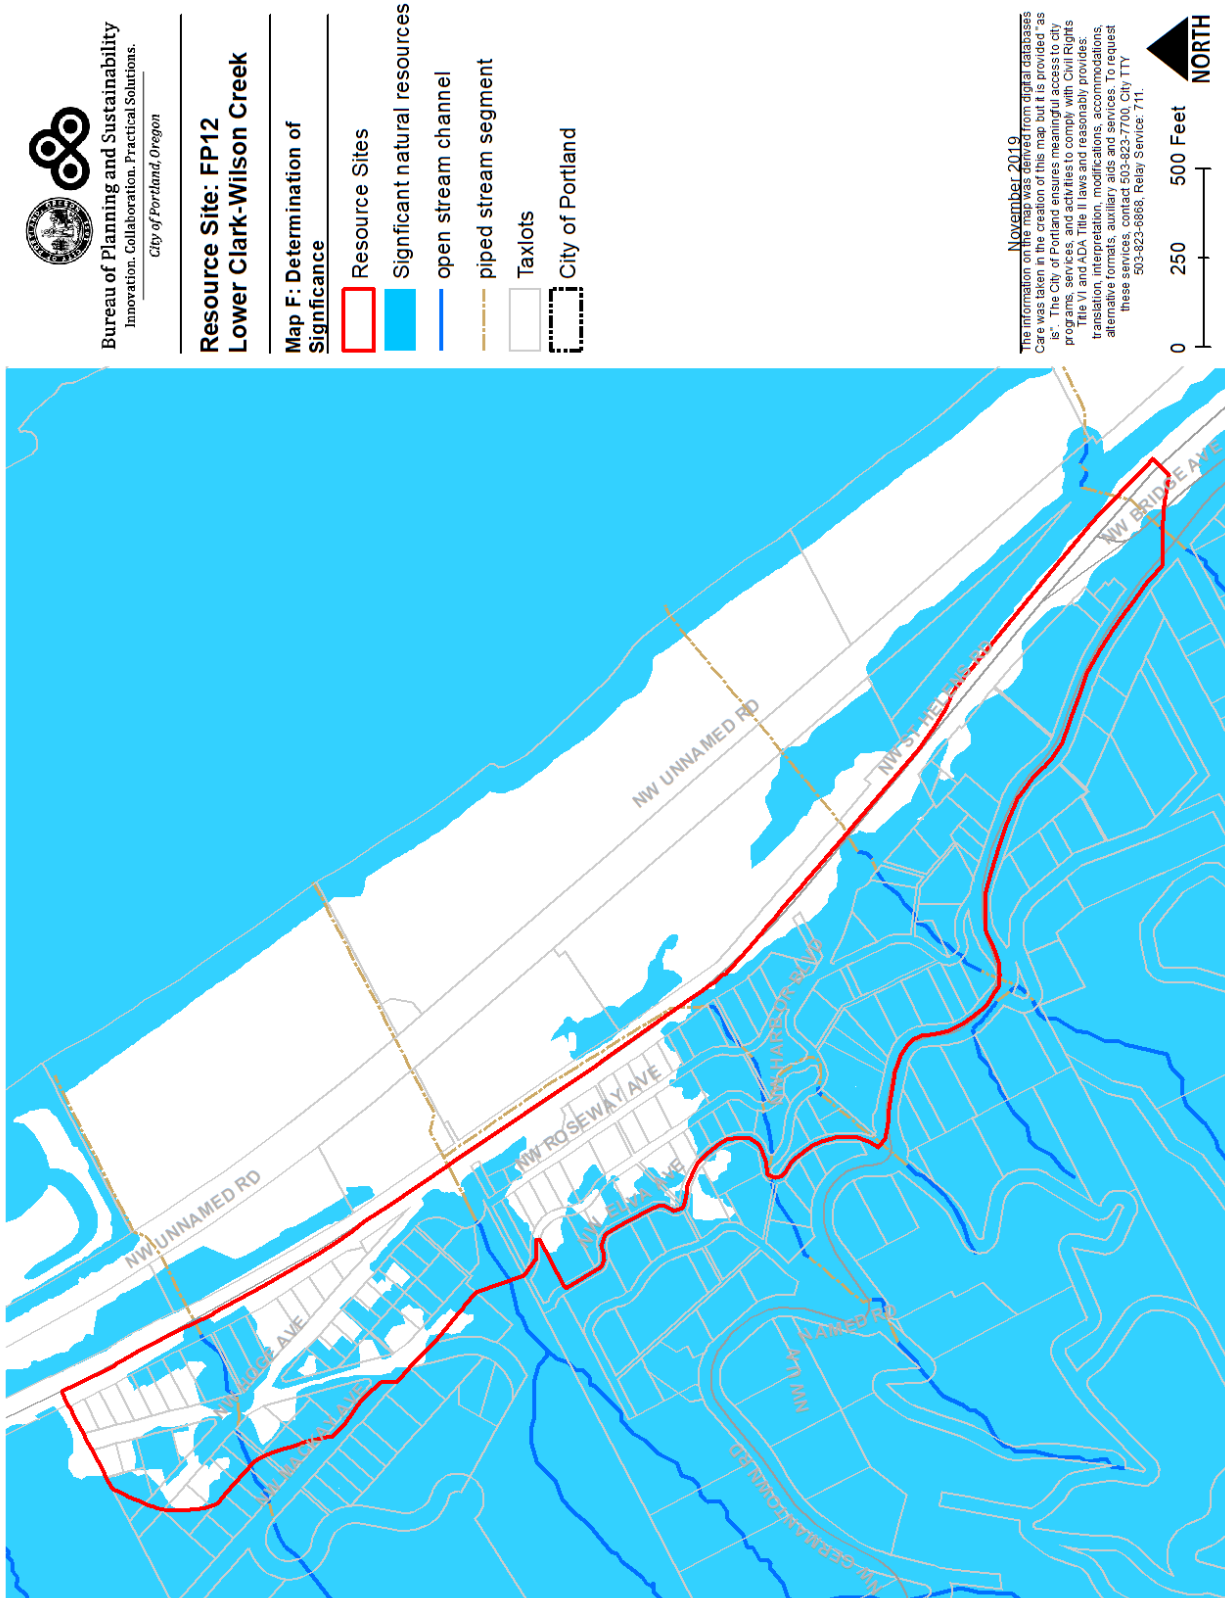 Bureau of Planning and Sustainability
Innovation. Collaboration. Practical Solutions.
City of Portland, Oregon
Resource Site: FP12
Lower Clark-Wilson Creek
Map F: Determination of
Signficance
Resource Sites
Signficant natural resources
open stream channel
piped stream segment
Taxlots
City of Portland
November 2019
The information on the map was derived from digital databases
Care was taken in the creation of this map but it is provided "as
is". The City of Portland ensures meaningful access to city
programs, services, and activities to comply with Civil Rights
Title VI and ADA Title II laws and reasonably provides:
translation, interpretation, modifications, accommodations,
alternative formats, auxiliary aids and services. To request
these services, contact 503-823-7700, City TTY
503-823-6868, Relay Service: 711.
0 250 500 Feet
NORTH
NW UNNAMED RD
NW UNNAMED RD
NW ST HELENS RD
NW BRIDGE AVE
NW HARBOR BLVD
NW ROSEWAY AVE
NW ELVA AVE
NW RIDGE AVE
NW MACKAY AVE
NW UNNAMED RD
NW GERMANTOWN RD